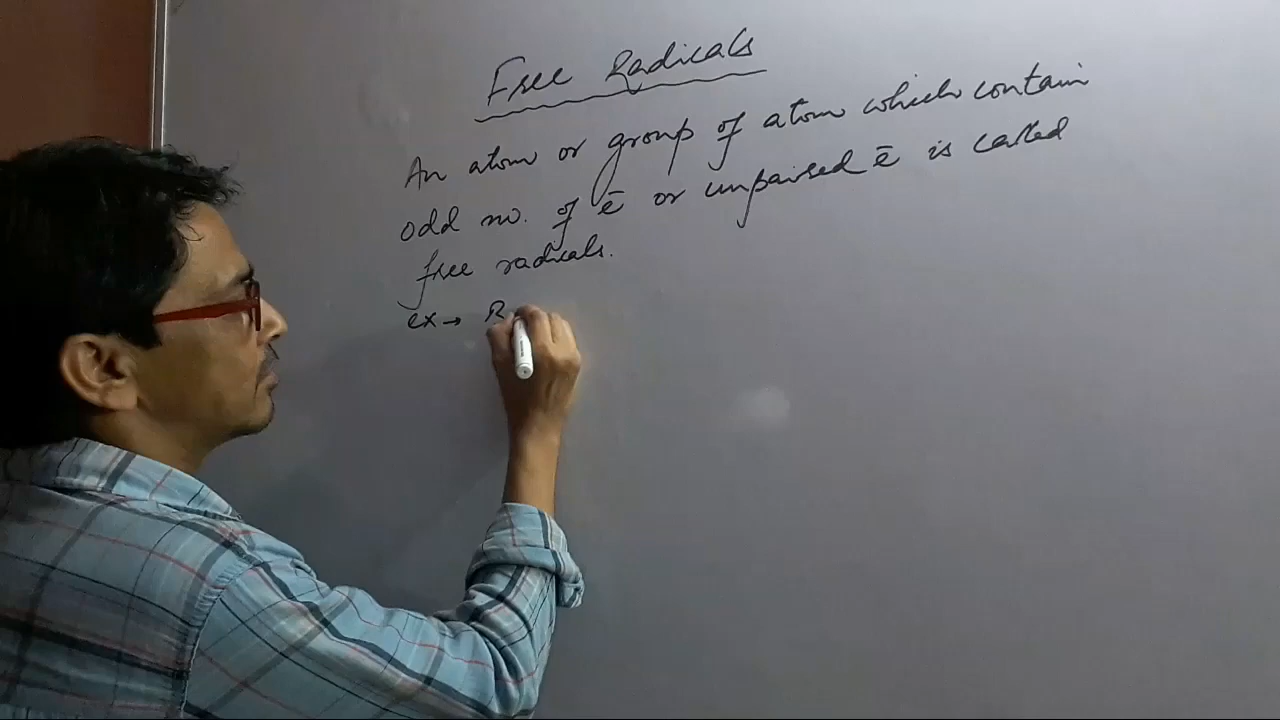 Free Radicals
An atom or group of atom which contain
odd no. of ē or unpaired ē is called
free radicals.
ex → R